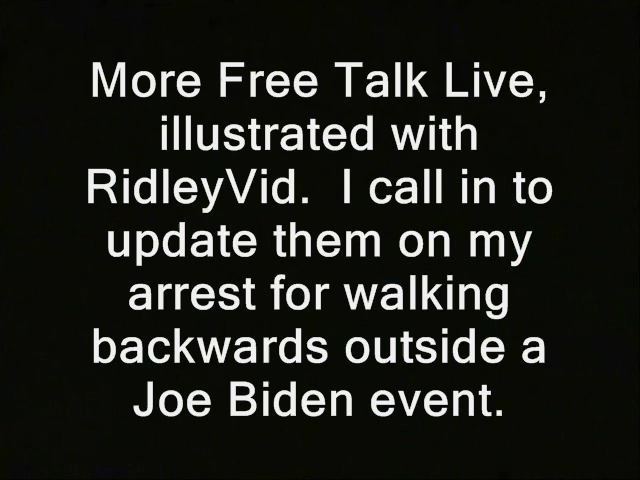 More Free Talk Live,
illustrated with
RidleyVid.  I call in to
update them on my
arrest for walking
backwards outside a
Joe Biden event.